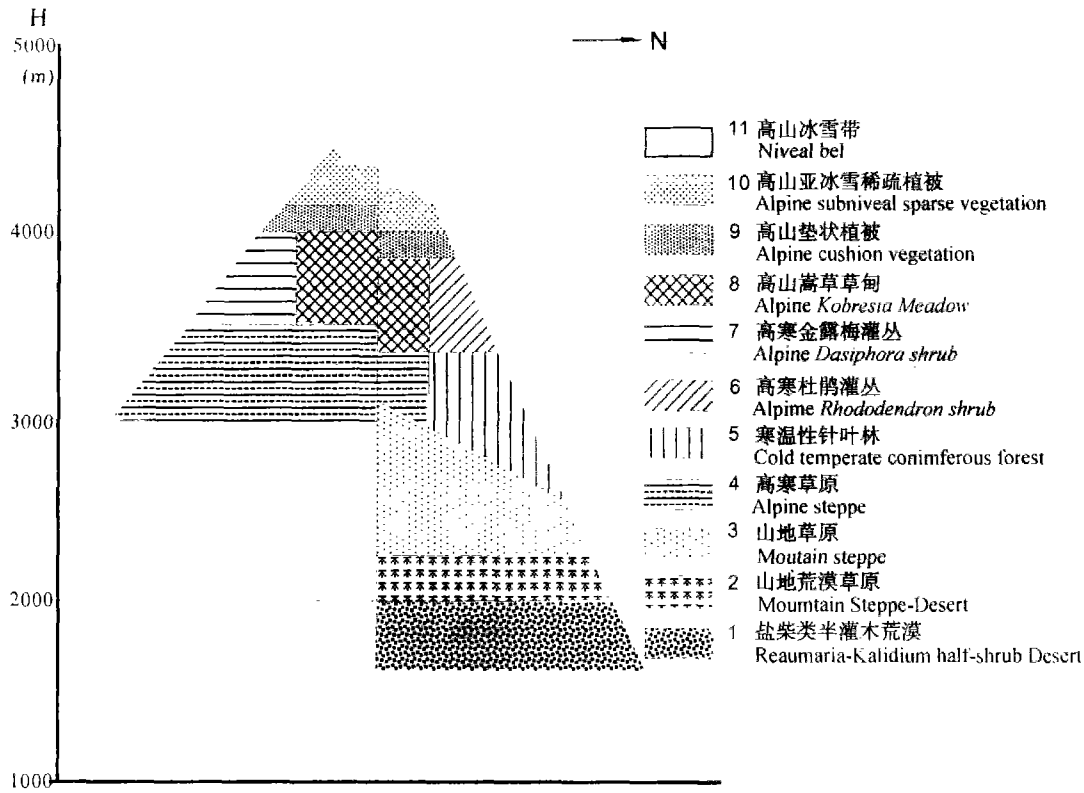 H
5000
(m)
N
4000
3000
2000
1000
11 高山冰雪带
Niveal bel
10 高山亚冰雪稀疏植被
Alpine subniveal sparse vegetation
9 高山垫状植被
Alpine cushion vegetation
8 高山嵩草草甸
Alpine Kobresia Meadow
7 高寒金露梅灌丛
Alpine Dasiphora shrub
6 高寒杜鹃灌丛
Alpime Rhododendron shrub
5 寒温性针叶林
Cold temperate conimferous forest
4 高寒草原
Alpine steppe
3 山地草原
Moutain steppe
2 山地荒漠草原
Moumtain Steppe-Desert
1 盐柴类半灌木荒漠
Reaumaria-Kalidium half-shrub Desert